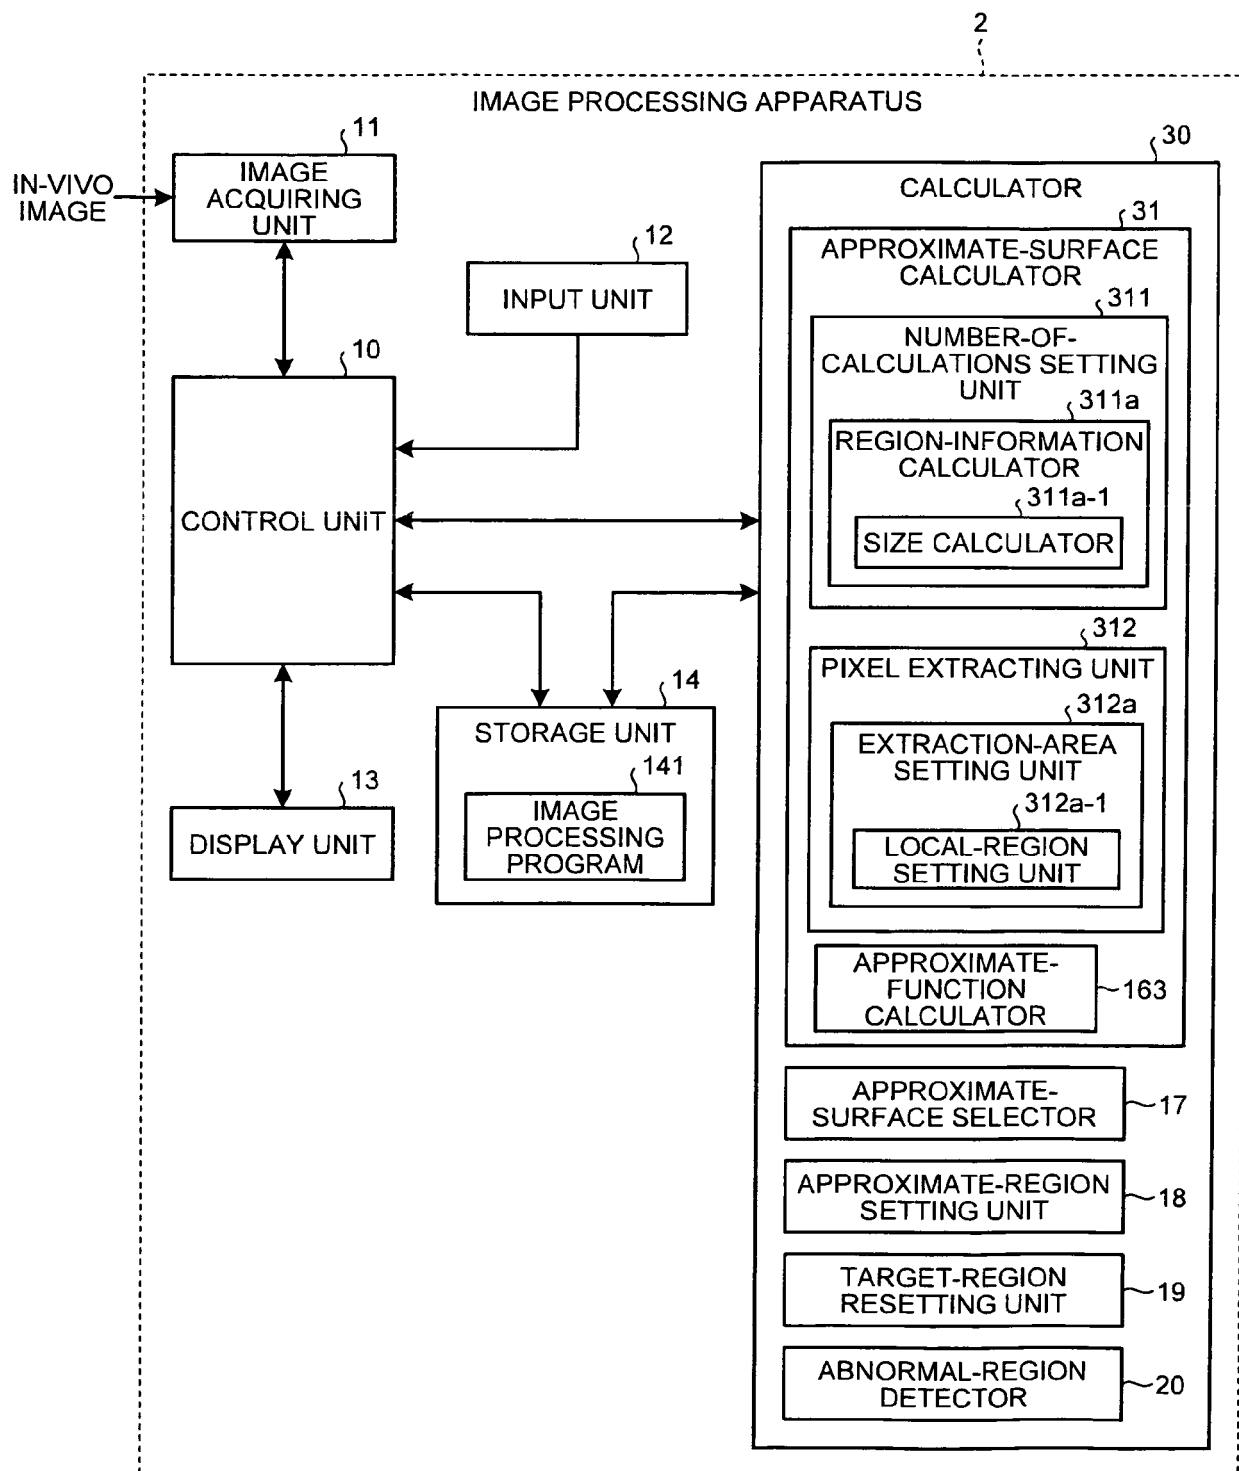 2
IMAGE PROCESSING APPARATUS
11
IMAGE
ACQUIRING
UNIT
IN-VIVO
IMAGE
12
INPUT UNIT
10
CONTROL UNIT
13
DISPLAY UNIT
14
STORAGE UNIT
141
IMAGE
PROCESSING
PROGRAM
30
CALCULATOR
31
APPROXIMATE-SURFACE
CALCULATOR
311
NUMBER-OF-
CALCULATIONS SETTING
UNIT
311a
REGION-INFORMATION
CALCULATOR
311a-1
SIZE CALCULATOR
312
PIXEL EXTRACTING UNIT
312a
EXTRACTION-AREA
SETTING UNIT
312a-1
LOCAL-REGION
SETTING UNIT
APPROXIMATE-
FUNCTION
CALCULATOR
163
APPROXIMATE-
SURFACE SELECTOR
17
APPROXIMATE-REGION
SETTING UNIT
18
TARGET-REGION
RESETTING UNIT
19
ABNORMAL-REGION
DETECTOR
20